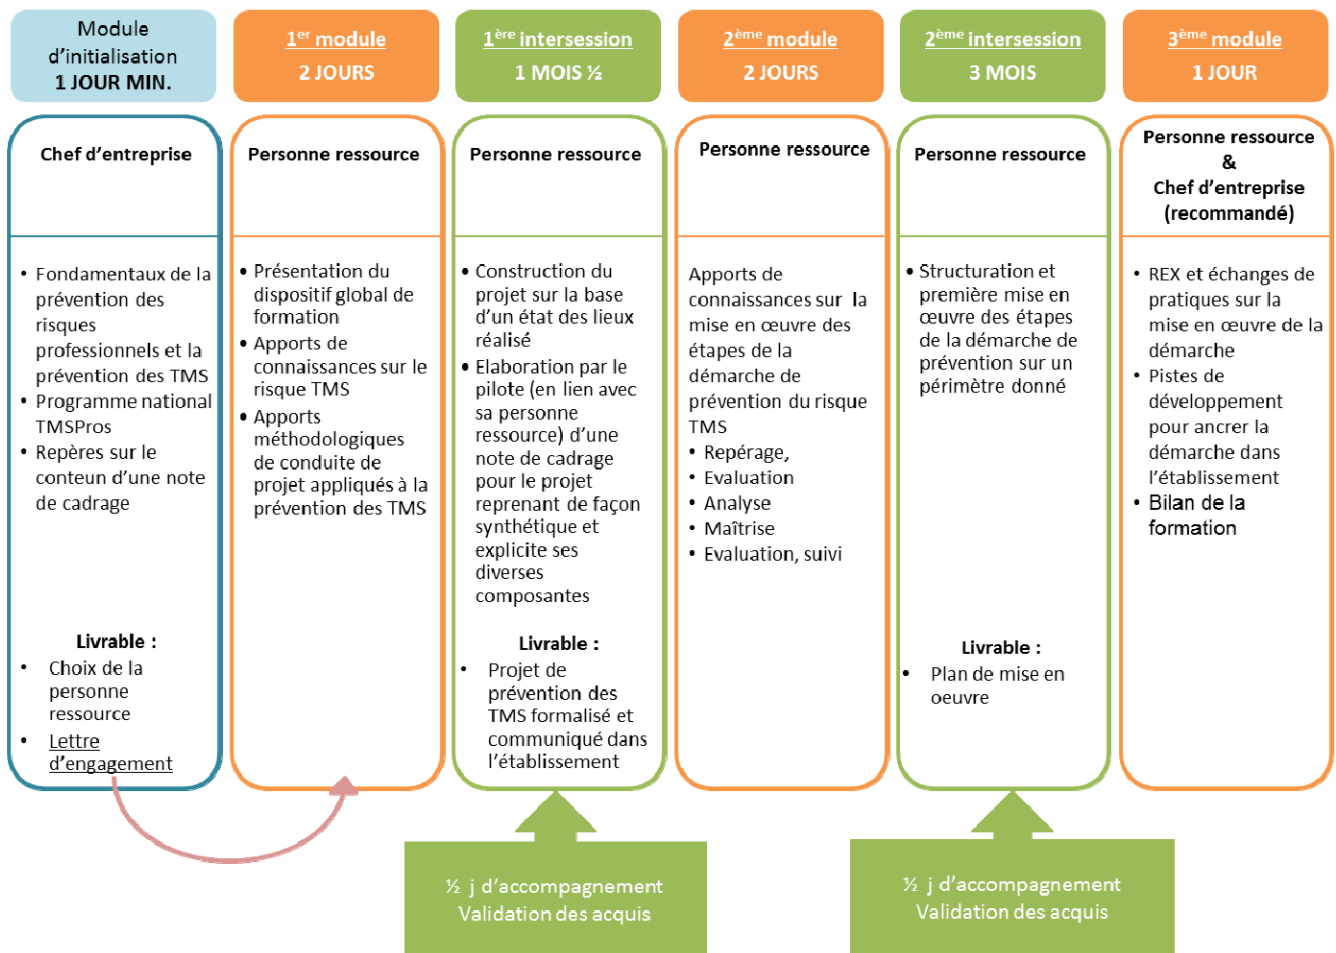 Module
d’initialisation
1 JOUR MIN.
1er module
2 JOURS
1ère intersession
1 MOIS ½
2ème module
2 JOURS
2ème intersession
3 MOIS
3ème module
1 JOUR
Chef d’entreprise
• Fondamentaux de la
prévention des
risques
professionnels et la
prévention des TMS
• Programme national
TMSPros
• Repères sur le
conteun d’une note
de cadrage
Livrable :
• Choix de la
personne
ressource
• Lettre
d’engagement
Personne ressource
• Présentation du
dispositif global de
formation
• Apports de
connaissances sur le
risque TMS
• Apports
méthodologiques
de conduite de
projet appliqués à la
prévention des TMS
Personne ressource
• Construction du
projet sur la base
d’un état des lieux
réalisé
• Elaboration par le
pilote (en lien avec
sa personne
ressource) d’une
note de cadrage
pour le projet
reprenant de façon
synthétique et
explicite ses
diverses
composantes
Livrable :
• Projet de
prévention des
TMS formalisé et
communiqué dans
l’établissement
Personne ressource
Apports de
connaissances sur la
mise en œuvre des
étapes de la
démarche de
prévention du risque
TMS
• Repérage,
• Evaluation
• Analyse
• Maîtrise
• Evaluation, suivi
Personne ressource
• Structuration et
première mise en
œuvre des étapes
de la démarche de
prévention sur un
périmètre donné
Livrable :
• Plan de mise en
oeuvre
Personne ressource
&
Chef d’entreprise
(recommandé)
• REX et échanges de
pratiques sur la
mise en œuvre de la
démarche
• Pistes de
développement
pour ancrer la
démarche dans
l’établissement
• Bilan de la
formation
½ j d’accompagnement
Validation des acquis
½ j d’accompagnement
Validation des acquis